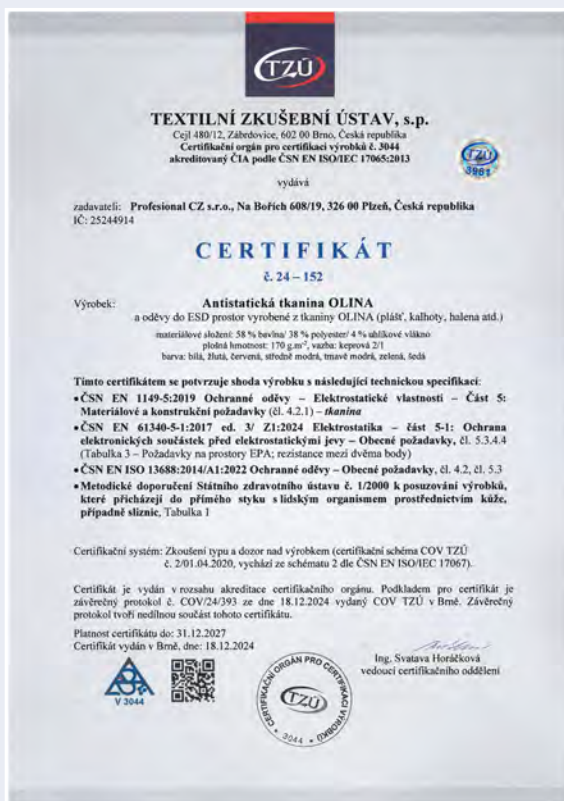 TZÚ
TEXTILNÍ ZKUŠEBNÍ ÚSTAV, s.p.
Cejl 480/12, Zábrdovice, 602 00 Brno, Česká republika
Certifikační orgán pro certifikaci výrobků č. 3044
akreditovaný ČIA podle ČSN EN ISO/IEC 17065:2013
TZÚ
3981
vydává
zadavateli: Profesional CZ s.r.o., Na Bořich 608/19, 326 00 Plzeň, Česká republika
IČ: 25244914
CERTIFIKÁT
č. 24 – 152
Výrobek: Antistatická tkanina OLINA
a oděvy do ESD prostor vyrobené z tkaniny OLINA (plášť, kalhoty, halena atd.)
materiálové složení: 58 % bavlna/ 38 % polyester/ 4 % uhlíkové vlákno
plošná hmotnost: 170 g.m⁻², vazba: keprová 2/1
barva: bílá, žlutá, červená, středně modrá, tmavě modrá, zelená, šedá
Tímto certifikátem se potvrzuje shoda výrobku s následující technickou specifikací:
•ČSN EN 1149-5:2019 Ochranné oděvy – Elektrostatické vlastnosti – Část 5:
Materiálové a konstrukční požadavky (čl. 4.2.1) – tkanina
•ČSN EN 61340-5-1:2017 ed. 3/ Z1:2024 Elektrostatika – část 5-1: Ochrana
elektronických součástek před elektrostatickými jevy – Obecné požadavky, čl. 5.3.4.4
(Tabulka 3 – Požadavky na prostory EPA; rezistance mezi dvěma body)
•ČSN EN ISO 13688:2014/A1:2022 Ochranné oděvy – Obecné požadavky, čl. 4.2, čl. 5.3
•Metodické doporučení Státního zdravotního ústavu č. 1/2000 k posuzování výrobků,
které přicházejí do přímého styku s lidským organismem prostřednictvím kůže,
případně sliznic, Tabulka 1
Certifikační systém: Zkoušení typu a dozor nad výrobkem (certifikační schéma COV TZÚ
č. 2/01.04.2020, vychází ze schématu 2 dle ČSN EN ISO/IEC 17067).
Certifikát je vydán v rozsahu akreditace certifikačního orgánu. Podkladem pro certifikát je
závěrečný protokol č. COV/24/393 ze dne 18.12.2024 vydaný COV TZÚ v Brně. Závěrečný
protokol tvoří nedílnou součást tohoto certifikátu.
Platnost certifikátu do: 31.12.2027
Certifikát vydán v Brně, dne: 18.12.2024
Ing. Svatava Horáčková
vedoucí certifikačního oddělení
V 3044
CERTIFIKAČNÍ ORGÁN PRO CERTIFIKACI VÝROBKŮ
TZÚ
3044